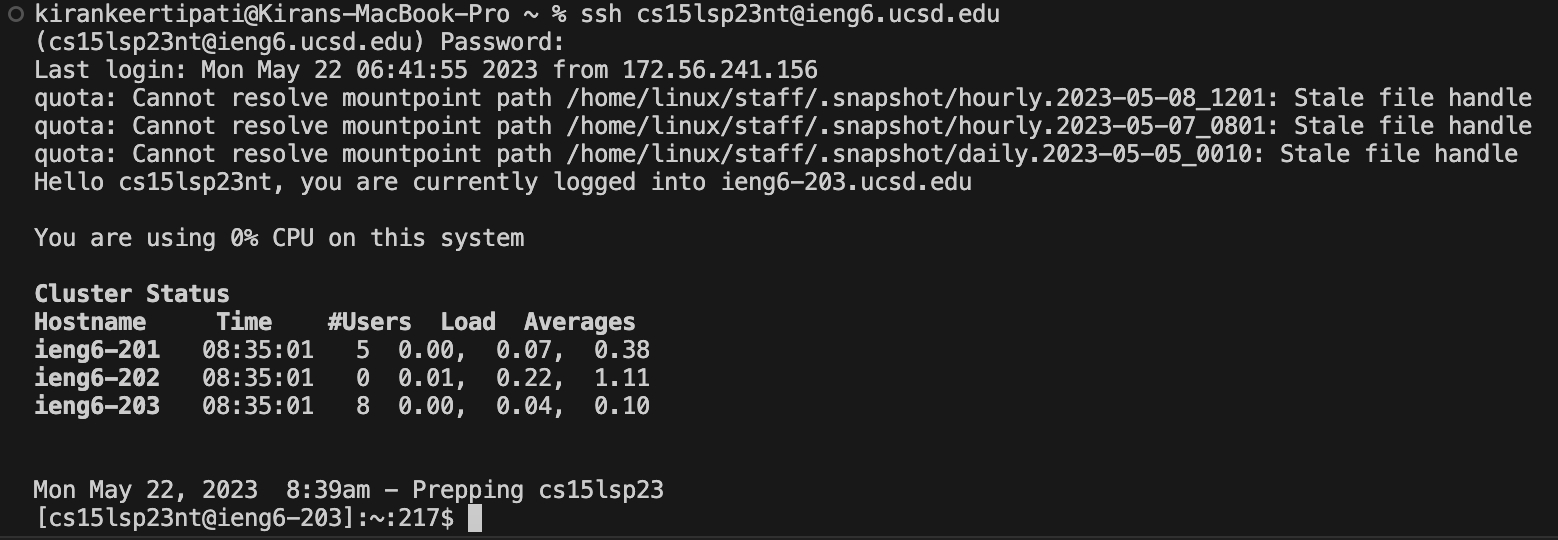 kirankeertipati@Kirans-MacBook-Pro ~ % ssh cs15lsp23nt@ieng6.ucsd.edu
(cs15lsp23nt@ieng6.ucsd.edu) Password:
Last login: Mon May 22 06:41:55 2023 from 172.56.241.156
quota: Cannot resolve mountpoint path /home/linux/staff/.snapshot/hourly.2023-05-08_1201: Stale file handle
quota: Cannot resolve mountpoint path /home/linux/staff/.snapshot/hourly.2023-05-07_0801: Stale file handle
quota: Cannot resolve mountpoint path /home/linux/staff/.snapshot/daily.2023-05-05_0010: Stale file handle
Hello cs15lsp23nt, you are currently logged into ieng6-203.ucsd.edu
You are using 0% CPU on this system
Cluster Status
Hostname     Time    #Users  Load  Averages
ieng6-201   08:35:01   5  0.00,  0.07,  0.38
ieng6-202   08:35:01   0  0.01,  0.22,  1.11
ieng6-203   08:35:01   8  0.00,  0.04,  0.10
Mon May 22, 2023  8:39am - Prepping cs15lsp23
[cs15lsp23nt@ieng6-203]:~:217$